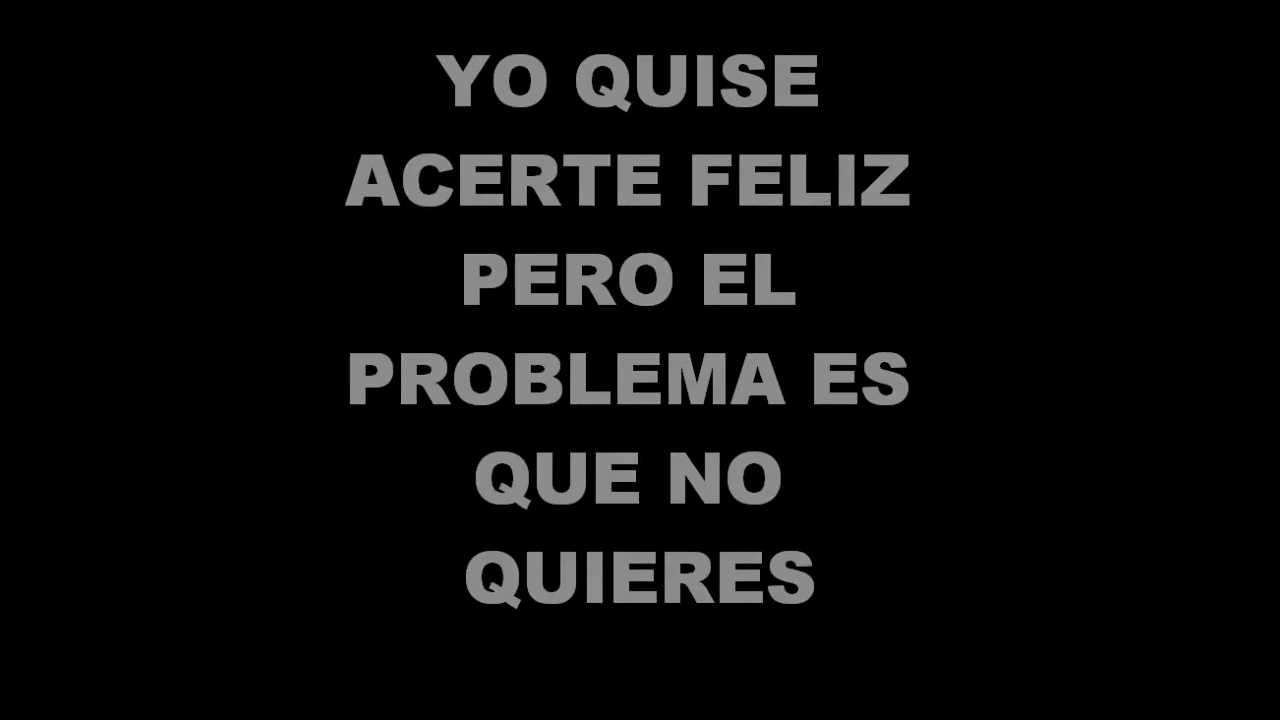 YO QUISE
ACERTE FELIZ
PERO EL
PROBLEMA ES
QUE NO
QUIERES